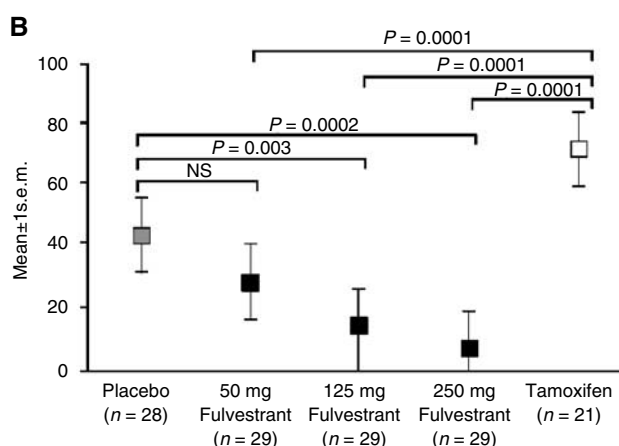 B
P = 0.0001
P = 0.0001
P = 0.0001
P = 0.0002
P = 0.003
NS
100
80
60
40
20
0
Mean±1s.e.m.
Placebo
(n = 28)
50 mg
Fulvestrant
(n = 29)
125 mg
Fulvestrant
(n = 29)
250 mg
Fulvestrant
(n = 29)
Tamoxifen
(n = 21)